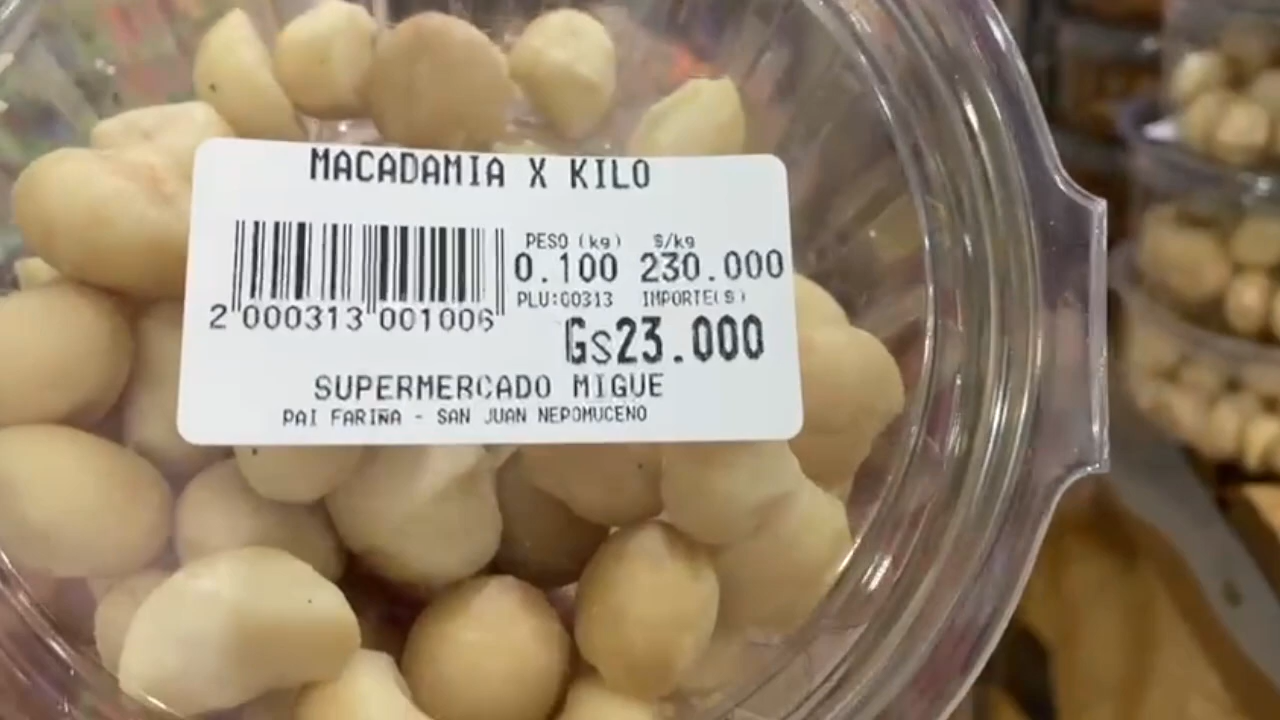 MACADAMIA X KILO
PESO (kg) $/kg
0.100 230.000
PLU:00313 IMPORTE($)
Gs23.000
2 000313 001006
SUPERMERCADO MIGUE
PAI FARIÑA - SAN JUAN NEPOMUCENO